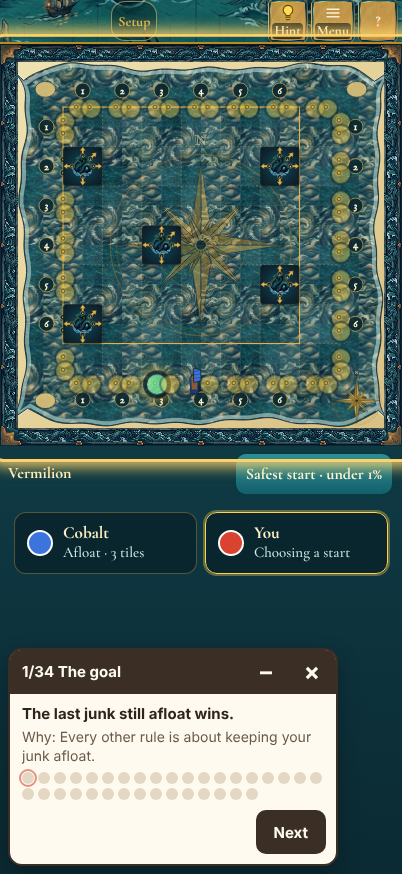 Setup
Hint
Menu
?
N
1 2 3 4 5 6
1 1
2 2
3 3
4 4
5 5
6 6
1 2 3 4 5 6
Vermilion
Safest start · under 1%
Cobalt
Afloat · 3 tiles
You
Choosing a start
1/34 The goal
The last junk still afloat wins.
Why: Every other rule is about keeping your
junk afloat.
Next